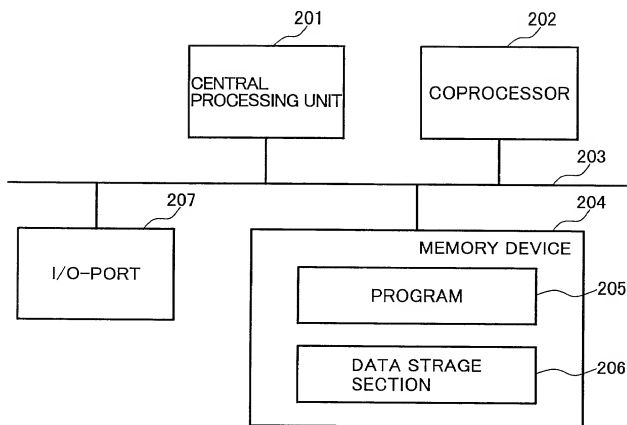 201
202
CENTRAL
PROCESSING UNIT
COPROCESSOR
203
207
204
I/O-PORT
MEMORY DEVICE
PROGRAM
205
DATA STRAGE
SECTION
206